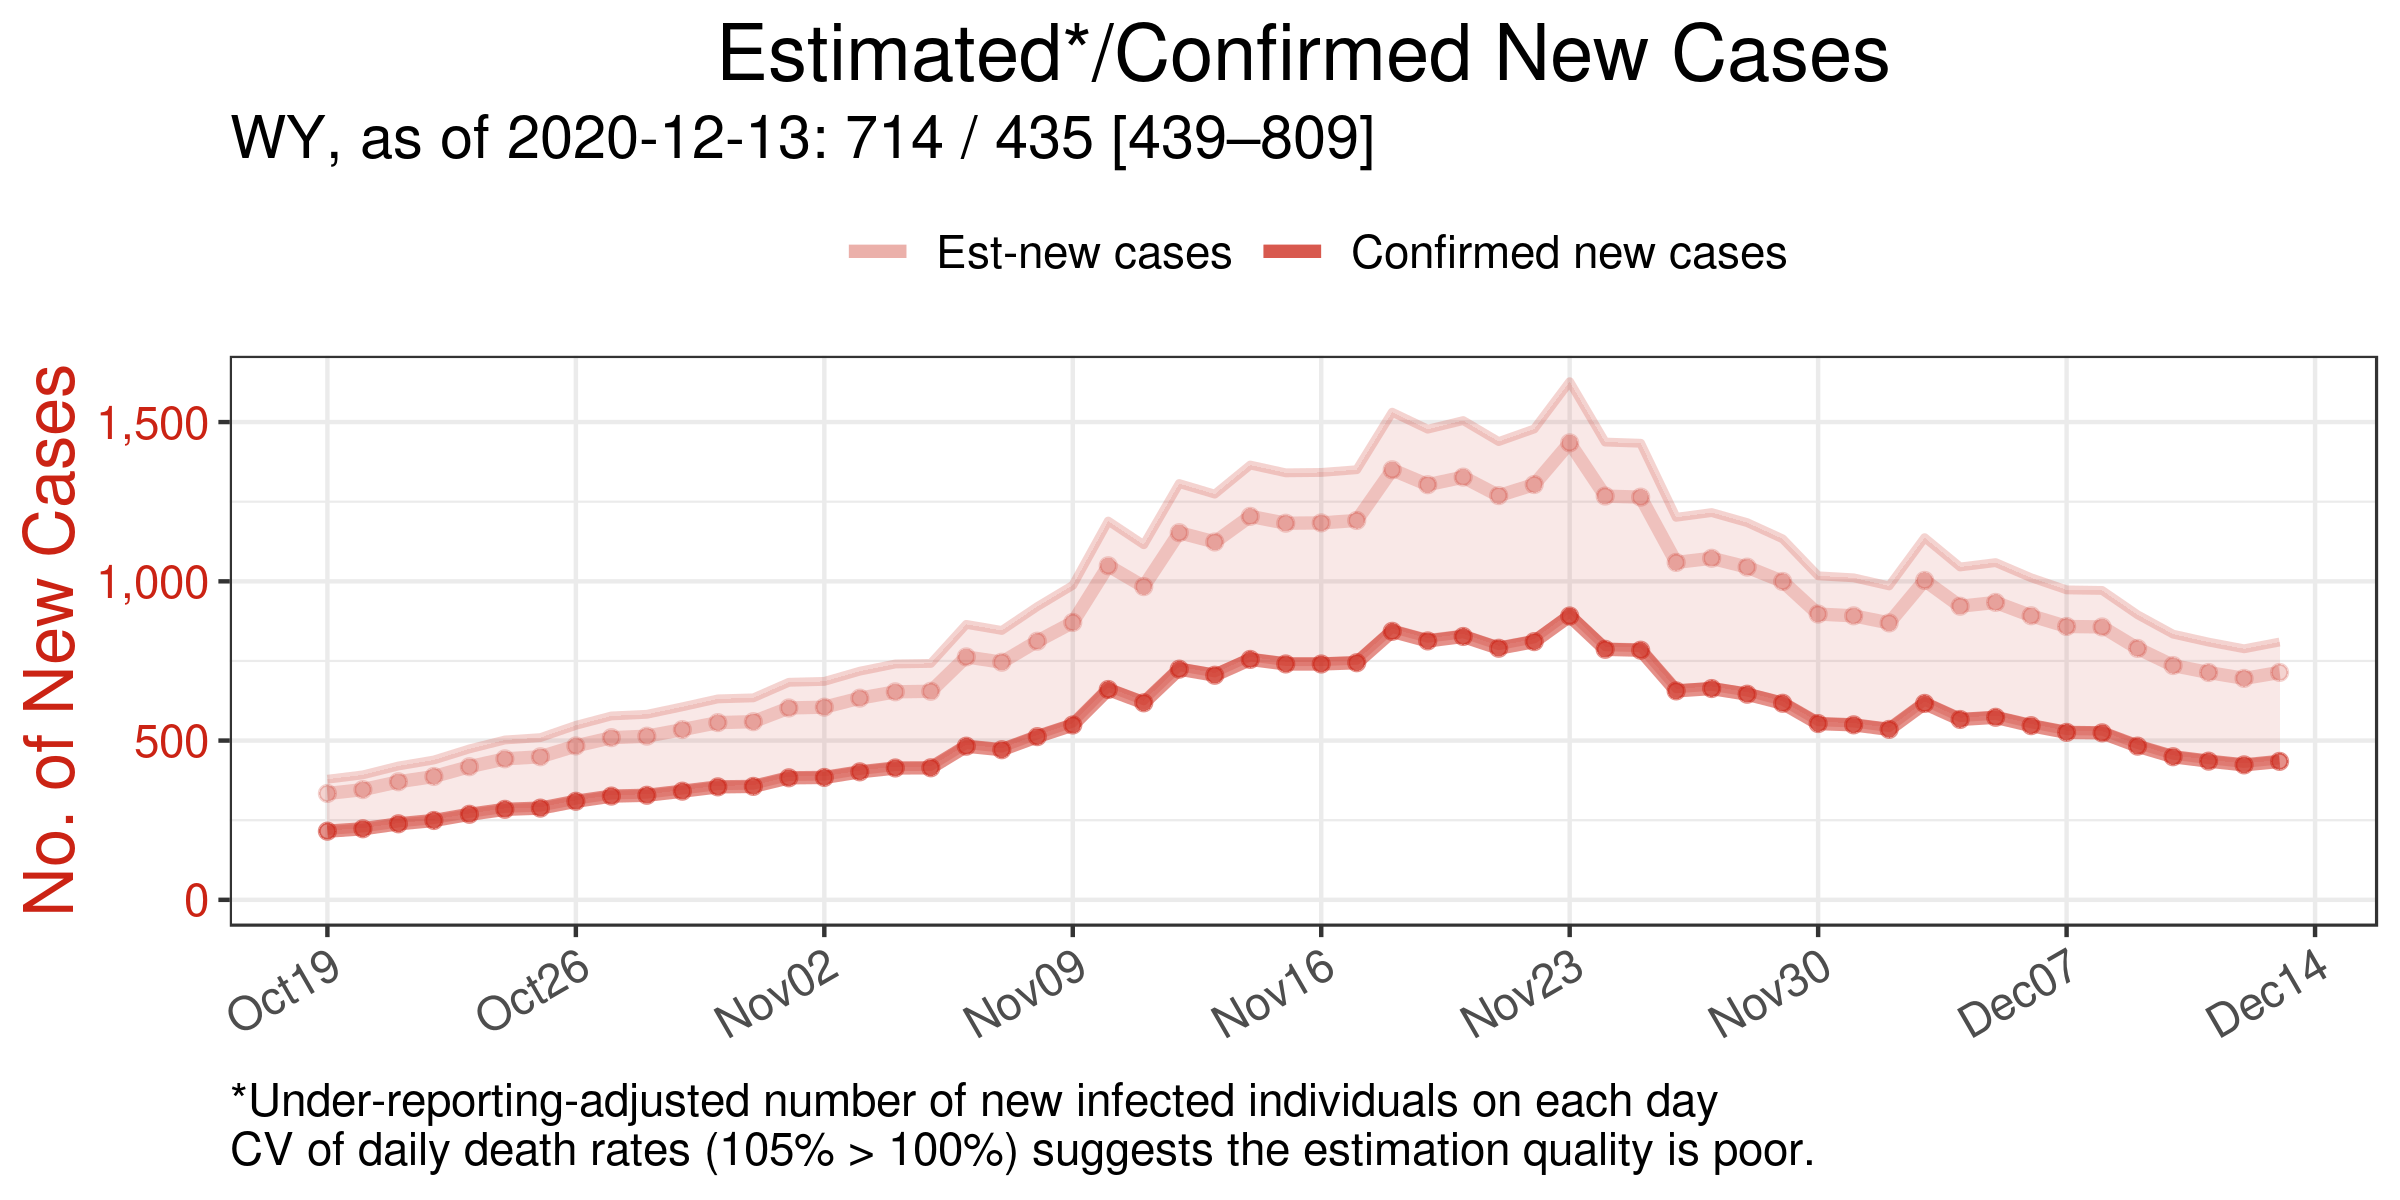 Estimated*/Confirmed New Cases
WY, as of 2020-12-13: 714 / 435 [439–809]
Est-new cases
Confirmed new cases
No. of New Cases
1,500
1,000
500
0
Oct19
Oct26
Nov02
Nov09
Nov16
Nov23
Nov30
Dec07
Dec14
*Under-reporting-adjusted number of new infected individuals on each day
CV of daily death rates (105% > 100%) suggests the estimation quality is poor.